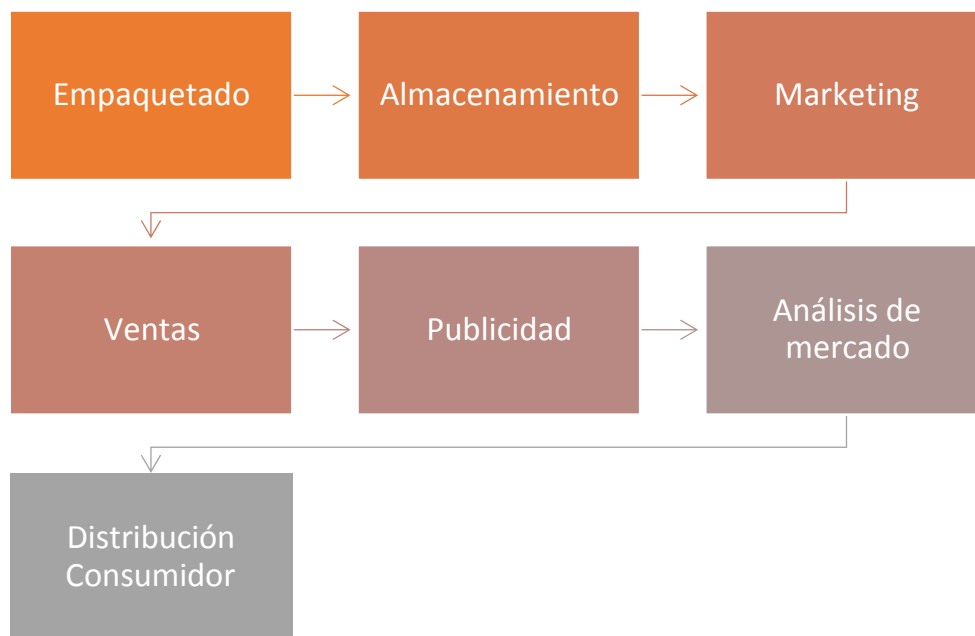 Empaquetado
Almacenamiento
Marketing
Ventas
Publicidad
Análisis de
mercado
Distribución
Consumidor